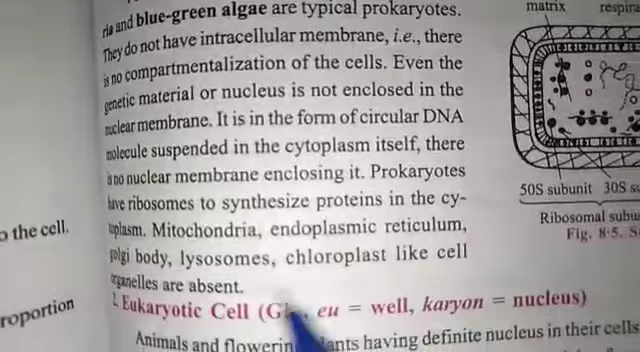 and blue-green algae are typical prokaryotes.
They do not have intracellular membrane, i.e., there
is no compartmentalization of the cells. Even the
genetic material or nucleus is not enclosed in the
nuclear membrane. It is in the form of circular DNA
molecule suspended in the cytoplasm itself, there
is no nuclear membrane enclosing it. Prokaryotes
have ribosomes to synthesize proteins in the cy-
toplasm. Mitochondria, endoplasmic reticulum,
golgi body, lysosomes, chloroplast like cell
organelles are absent.
2. Eukaryotic Cell ( eu = well, karyon = nucleus)
Animals and having definite nucleus in their cells
the cell.
matrix
50S subunit 30S
Ribosomal
Fig. 8·5.